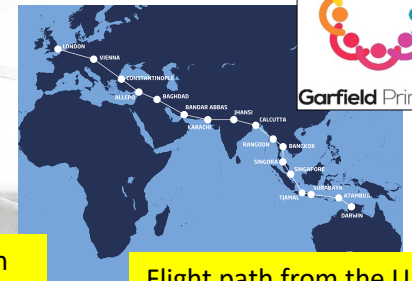 LONDON
VIENNA
CONSTANTINOPLE
ALLEPO
BAGHDAD
BANDAR ABBAS
KARACHI
JHANSI
CALCUTTA
RANGOON
BANGKOK
SINGORA
SINGAPORE
TJAMAL
SURABAYA
ATAMBUA
DARWIN
Garfield Prim
Flight path from the U